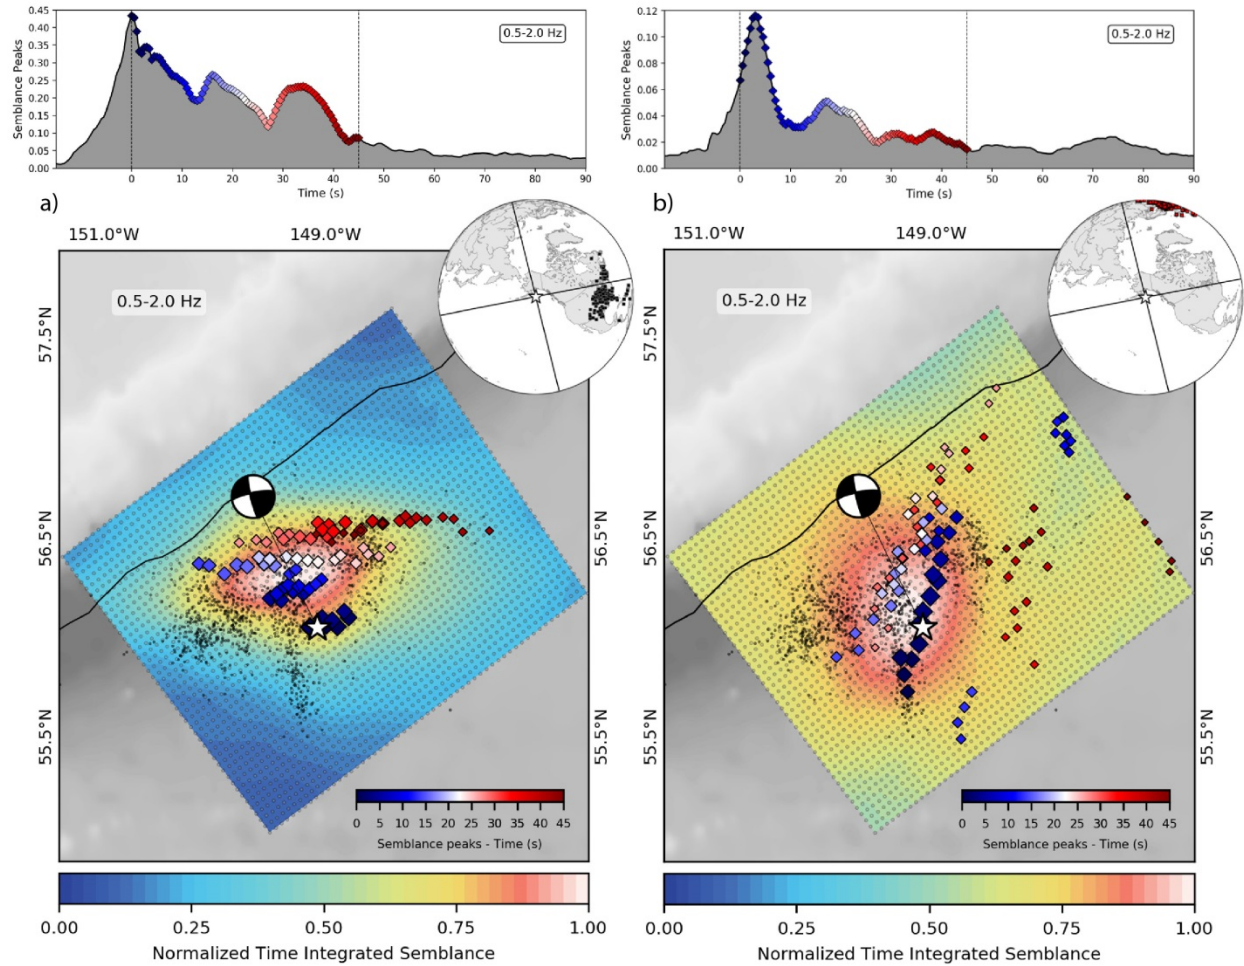 0.45
0.40
0.35
0.30
0.25
0.20
0.15
0.10
0.05
0.00
Semblance Peaks
0.5-2.0 Hz
0 10 20 30 40 50 60 70 80 90
Time (s)
0.12
0.10
0.08
0.06
0.04
0.02
0.00
Semblance Peaks
0.5-2.0 Hz
0 10 20 30 40 50 60 70 80 90
Time (s)
a)
151.0°W 149.0°W
0.5-2.0 Hz
57.5°N
56.5°N
55.5°N
57.5°N
56.5°N
55.5°N
0 5 10 15 20 25 30 35 40 45
Semblance peaks - Time (s)
0.00 0.25 0.50 0.75 1.00
Normalized Time Integrated Semblance
b)
151.0°W 149.0°W
0.5-2.0 Hz
56.5°N
55.5°N
57.5°N
56.5°N
55.5°N
0 5 10 15 20 25 30 35 40 45
Semblance peaks - Time (s)
0.00 0.25 0.50 0.75 1.00
Normalized Time Integrated Semblance